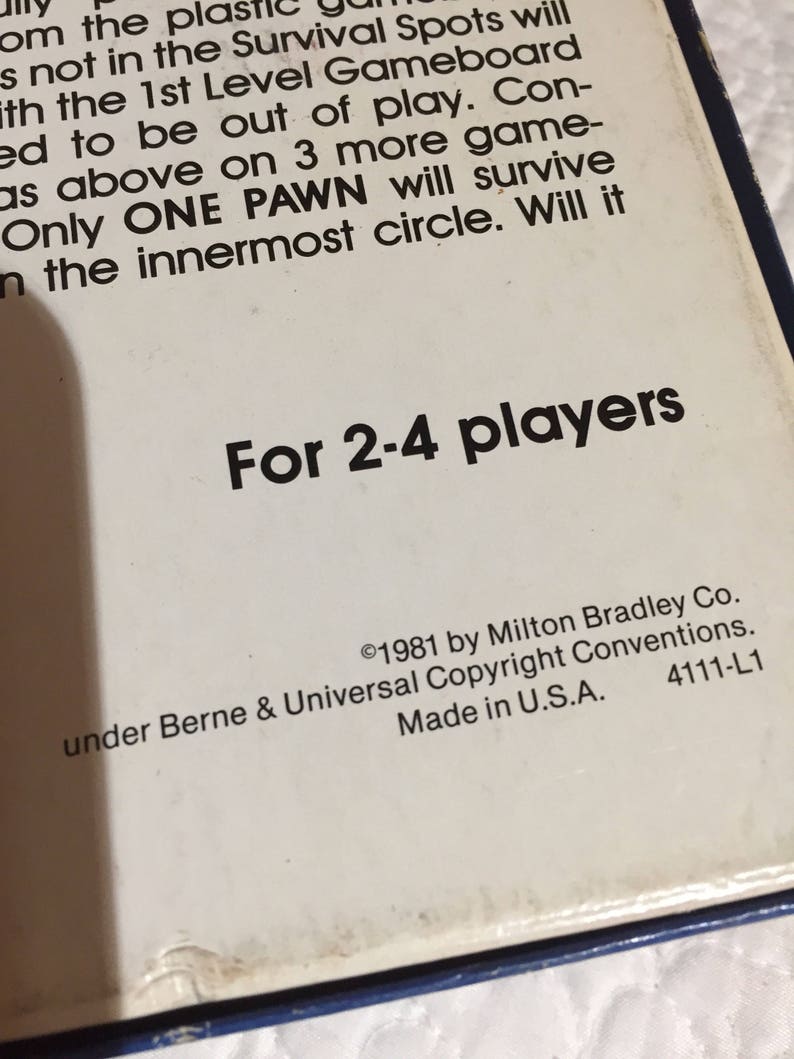 om the plastic
s not in the Survival Spots will
ith the 1st Level Gameboard
ed to be out of play. Con-
as above on 3 more game-
Only ONE PAWN will survive
n the innermost circle. Will it
For 2-4 players
©1981 by Milton Bradley Co.
under Berne & Universal Copyright Conventions.
Made in U.S.A. 4111-L1